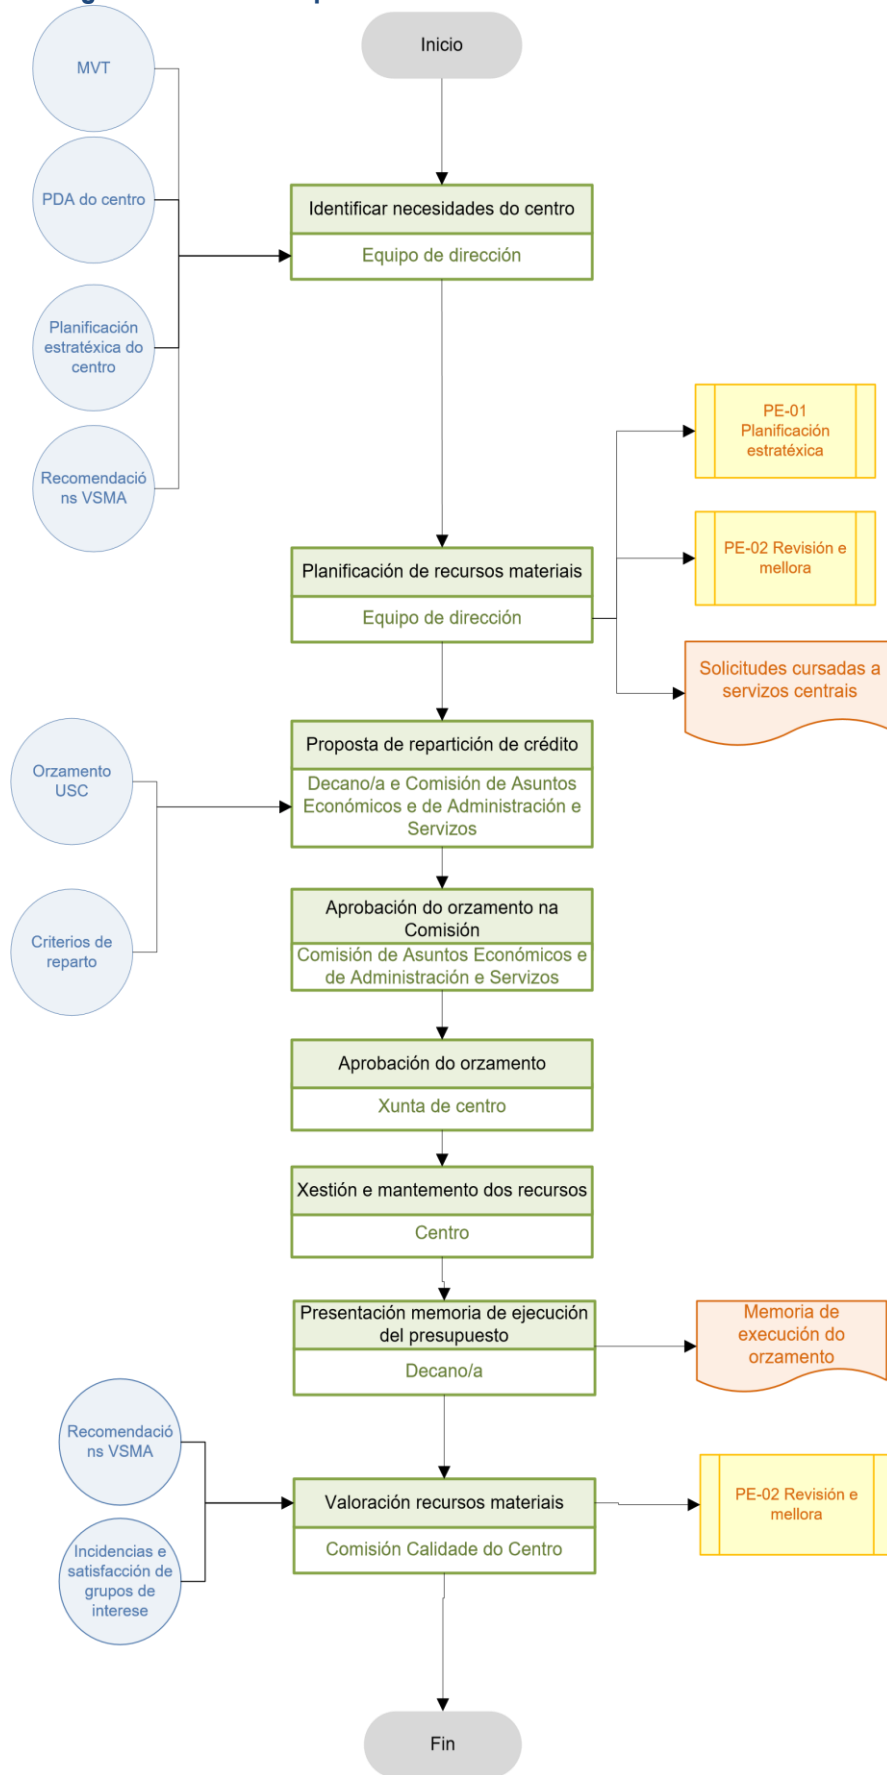 Inicio
MVT
PDA do centro
Identificar necesidades do centro
Equipo de dirección
Planificación
estratéxica do
centro
Recomendació
ns VSMA
PE-01
Planificación
estratéxica
PE-02 Revisión e
mellora
Planificación de recursos materiais
Equipo de dirección
Solicitudes cursadas a
servizos centrais
Orzamento
USC
Proposta de repartición de crédito
Decano/a e Comisión de Asuntos
Económicos e de Administración e
Servizos
Criterios de
reparto
Aprobación do orzamento na
Comisión
Comisión de Asuntos Económicos e
de Administración e Servizos
Aprobación do orzamento
Xunta de centro
Xestión e mantemento dos recursos
Centro
Presentación memoria de ejecución
del presupuesto
Decano/a
Memoria de
execución do
orzamento
Recomendació
ns VSMA
Valoración recursos materiais
Comisión Calidade do Centro
PE-02 Revisión e
mellora
Incidencias e
satisfacción de
grupos de
interese
Fin